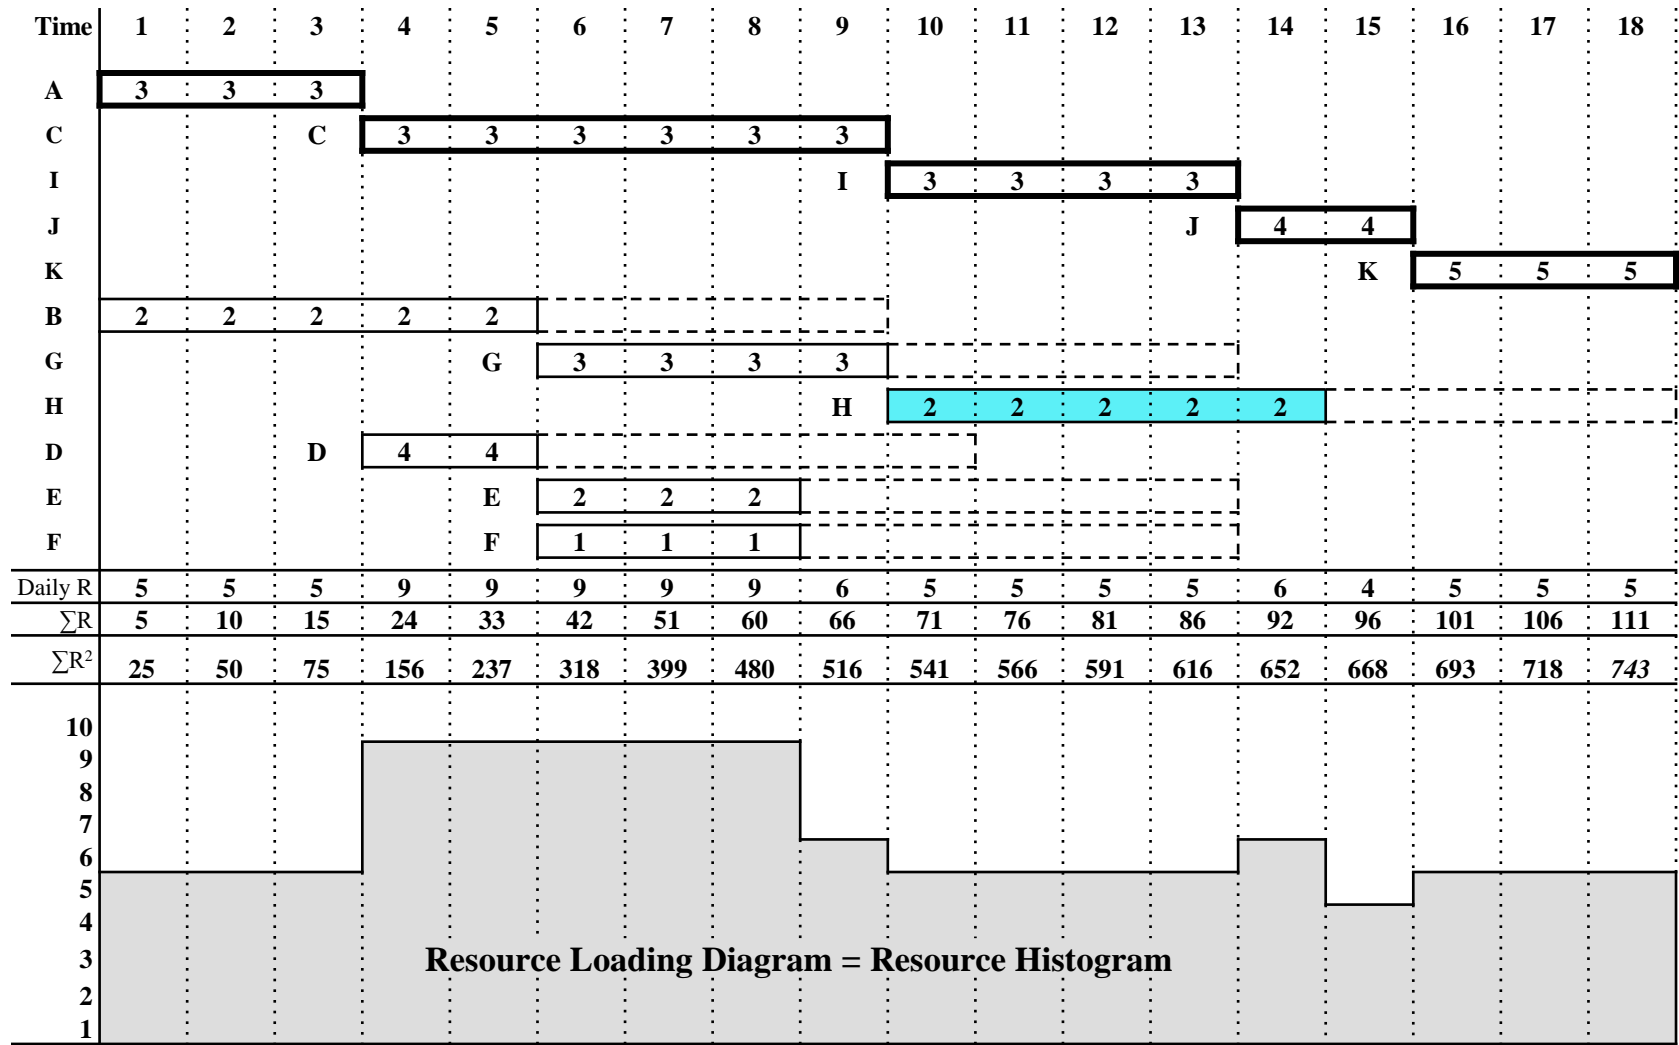 Time 1 2 3 4 5 6 7 8 9 10 11 12 13 14 15 16 17 18
A 3 3 3
C C 3 3 3 3 3 3
I I 3 3 3 3
J J 4 4
K K 5 5 5
B 2 2 2 2 2
G G 3 3 3 3
H H 2 2 2 2 2
D D 4 4
E E 2 2 2
F F 1 1 1
Daily R 5 5 5 9 9 9 9 9 6 5 5 5 5 6 4 5 5 5
∑R 5 10 15 24 33 42 51 60 66 71 76 81 86 92 96 101 106 111
∑R² 25 50 75 156 237 318 399 480 516 541 566 591 616 652 668 693 718 743
10
9
8
7
6
5
4
3 Resource Loading Diagram = Resource Histogram
2
1